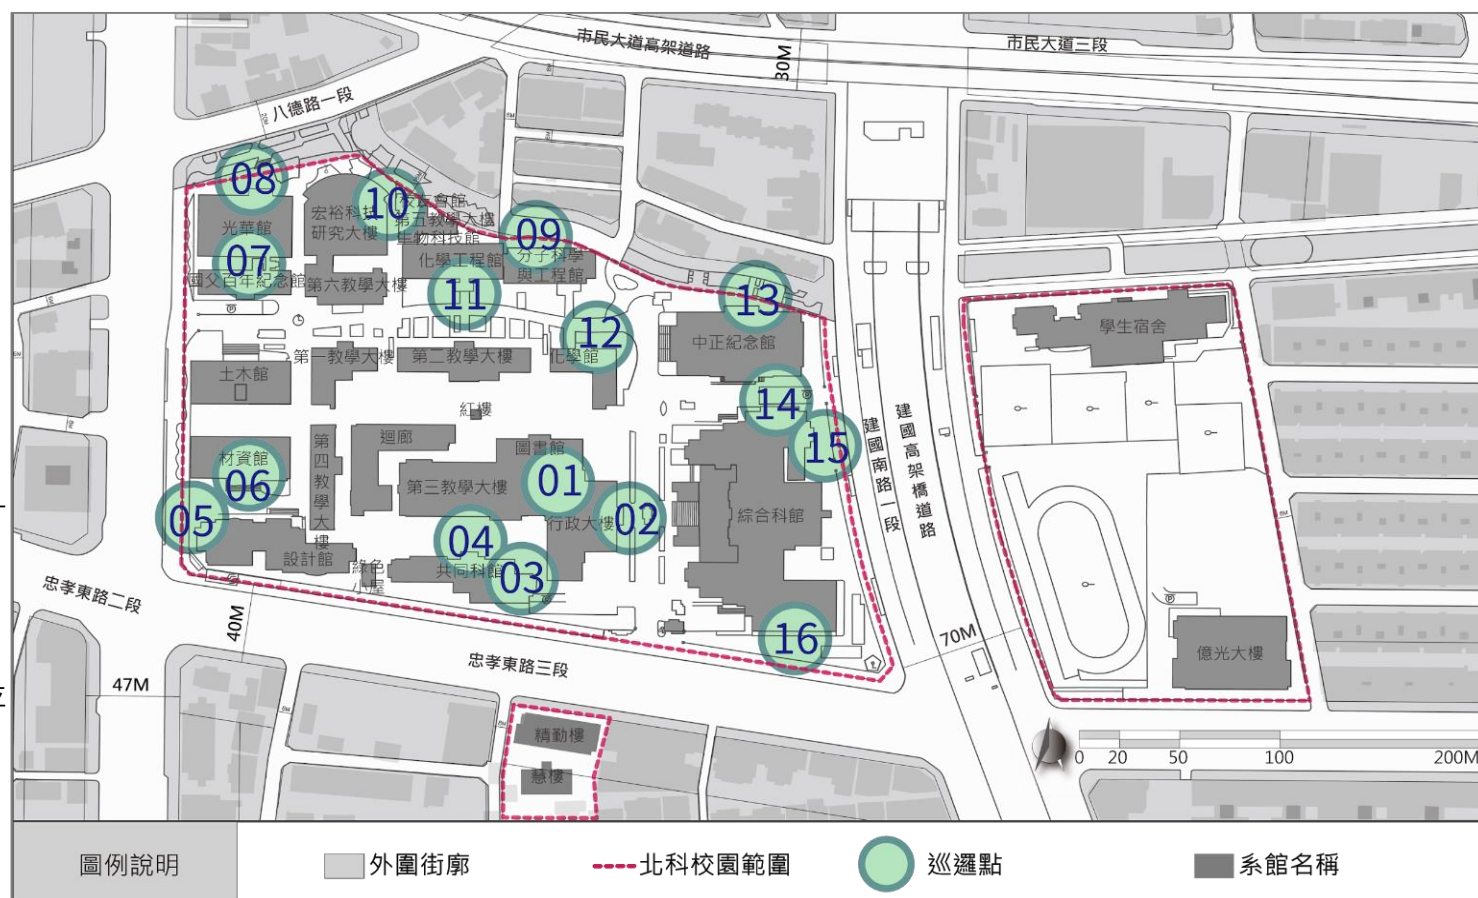 市民大道高架道路
30M
市民大道三段
八德路一段
08
10
校友會館
宏裕科技
研究大樓
第五教學大樓
生物科技館
09
光華館
07
國父百年紀念館
第六教學大樓
化學工程館
分子科學
與工程館
11
13
12
中正紀念館
學生宿舍
第一教學大樓
第二教學大樓
化學館
土木館
14
紅樓
迴廊
圖書館
15
建國南路一段
建國高架橋道路
材資館
06
第四教學大樓
第三教學大樓
01
05
行政大樓
02
綜合科館
04
設計館
綠色
小屋
共同科館
03
忠孝東路二段
40M
16
70M
億光大樓
忠孝東路三段
47M
精勤樓
慧樓
0 20 50 100 200M
圖例說明
外圍街廓
北科校園範圍
巡邏點
系館名稱